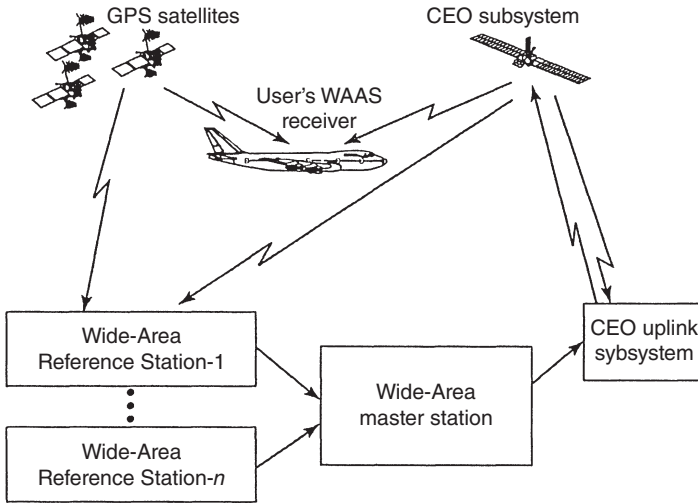 GPS satellites
CEO subsystem
User's WAAS
receiver
Wide-Area
Reference Station-1
Wide-Area
Reference Station-n
Wide-Area
master station
CEO uplink
sybsystem